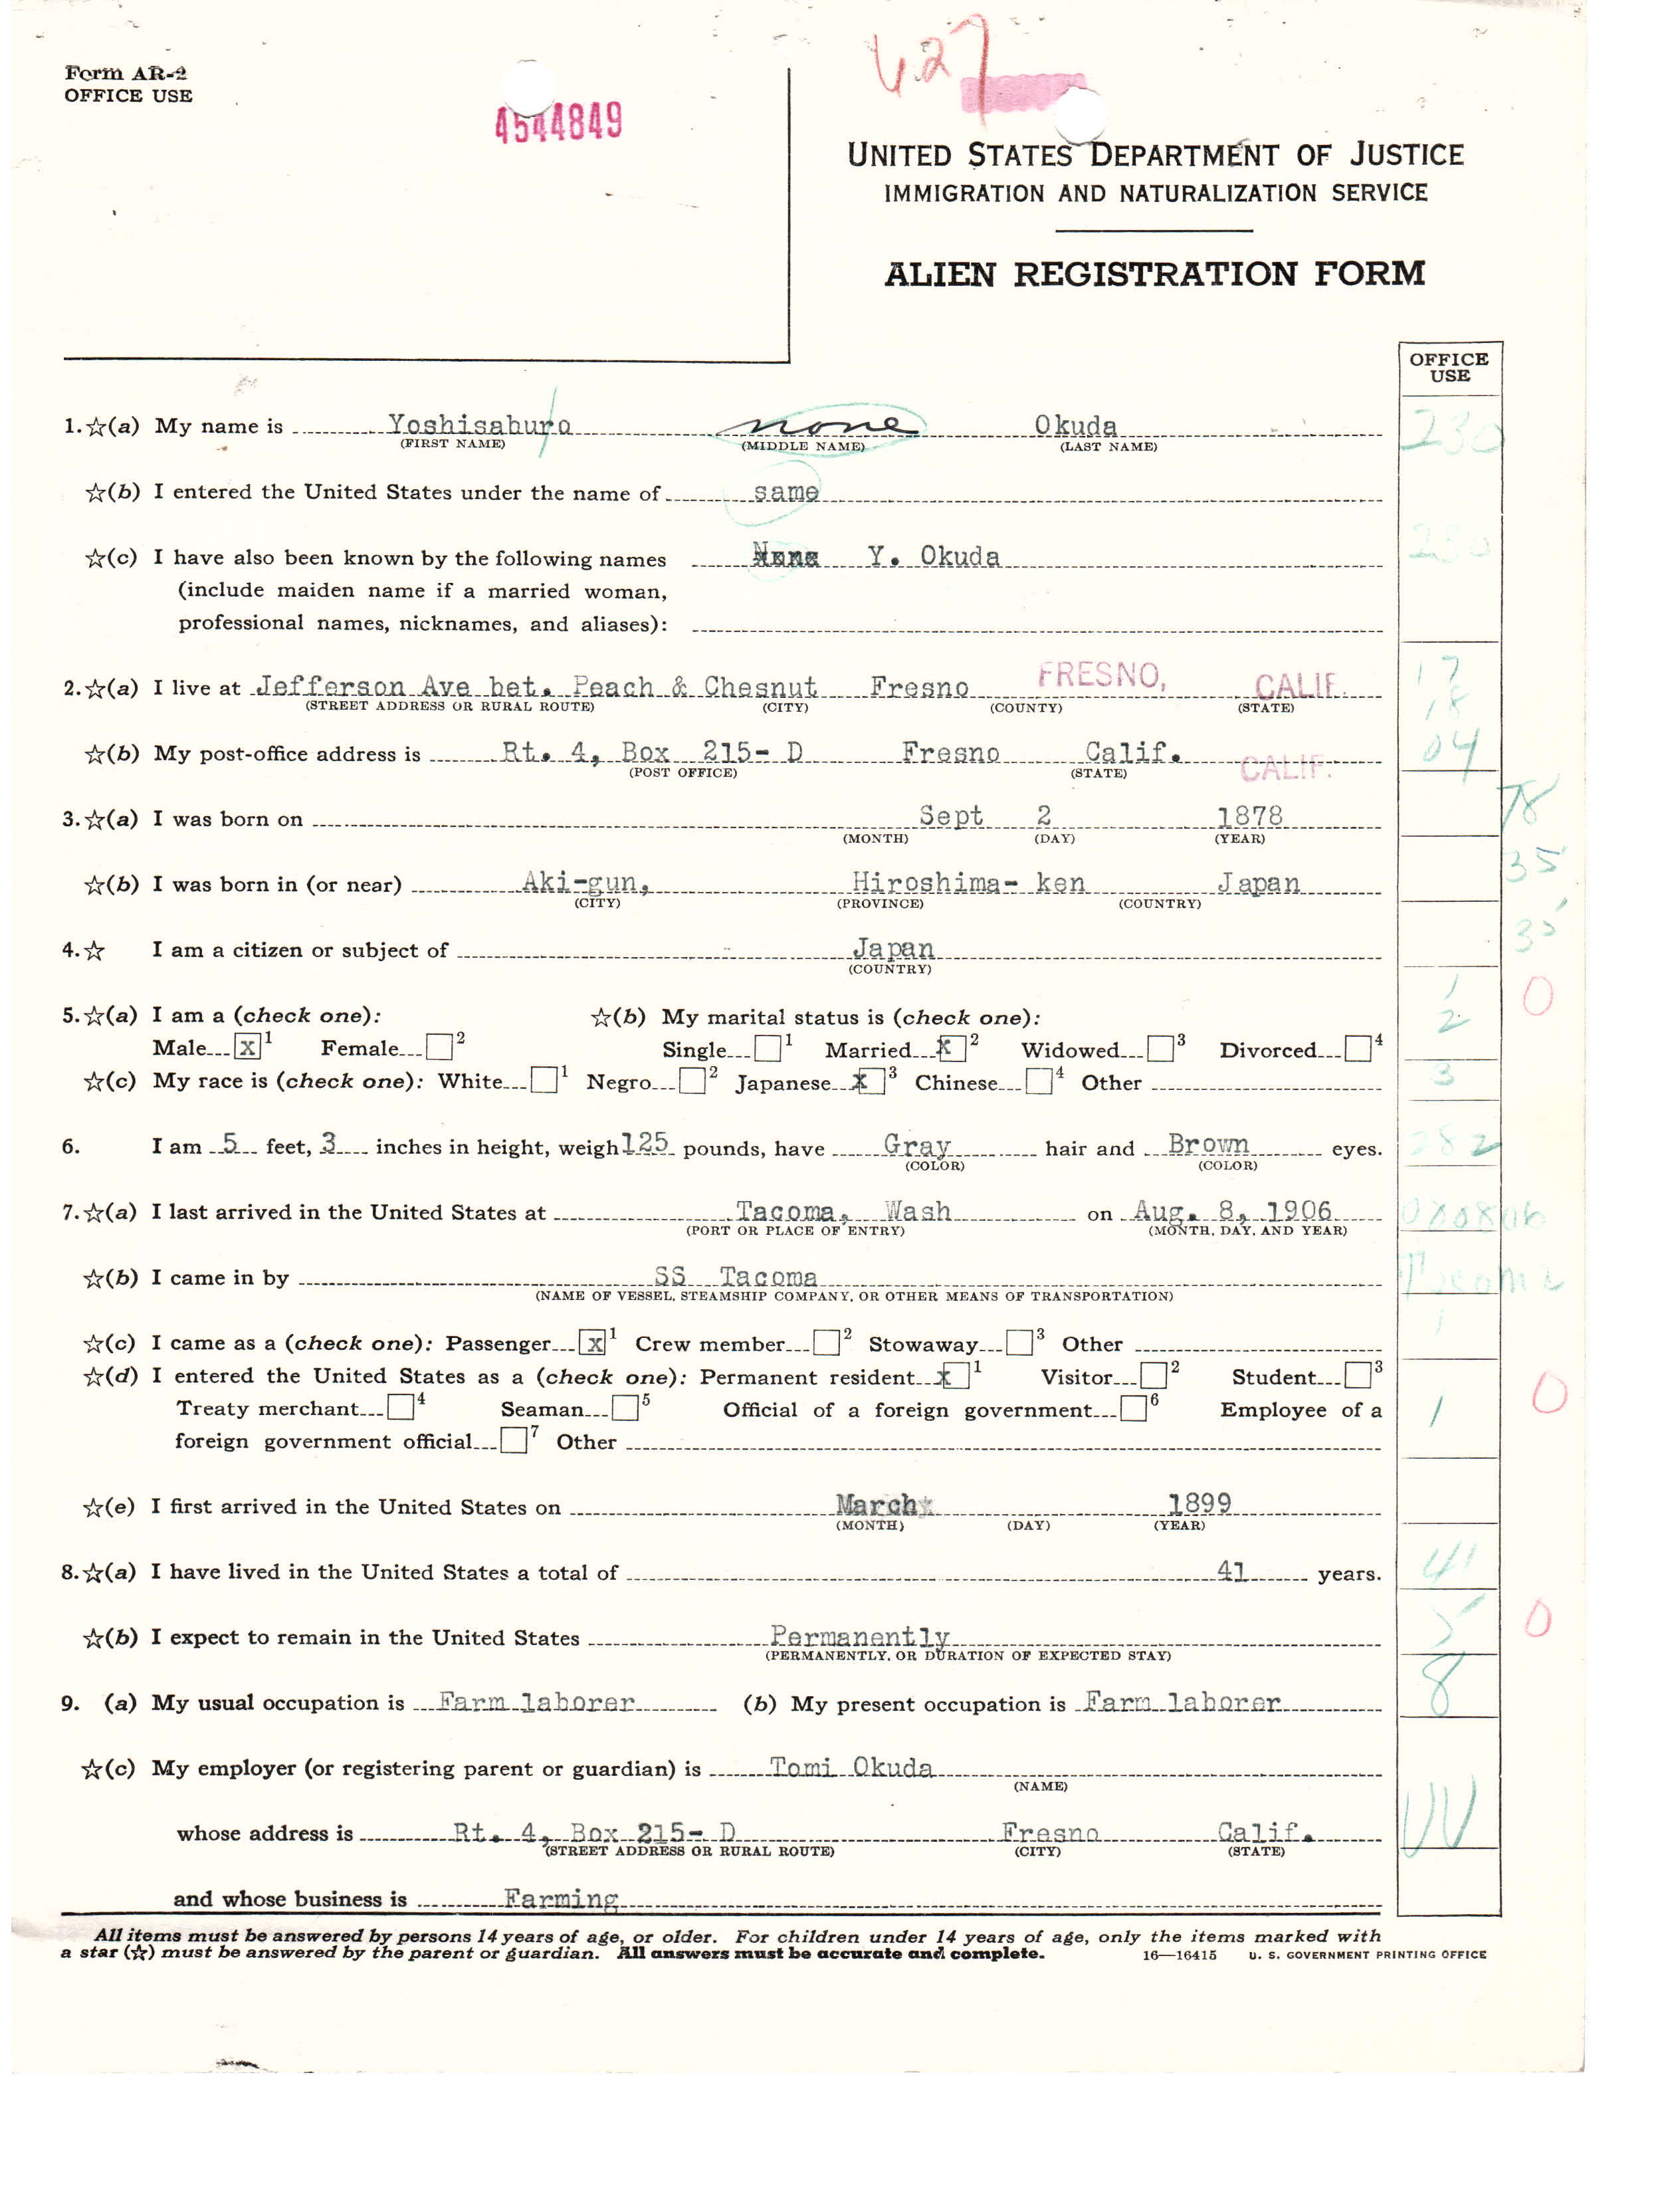 Form AR-2
OFFICE USE
4544849
427
UNITED STATES DEPARTMENT OF JUSTICE
IMMIGRATION AND NATURALIZATION SERVICE
ALIEN REGISTRATION FORM
OFFICE USE
1.☆(a) My name is Yoshisaburo none Okuda 230
(FIRST NAME) (MIDDLE NAME) (LAST NAME)
☆(b) I entered the United States under the name of same
☆(c) I have also been known by the following names None Y. Okuda 230
(include maiden name if a married woman,
professional names, nicknames, and aliases):
2.☆(a) I live at Jefferson Ave bet. Peach & Chesnut Fresno FRESNO, CALIF. 17 18
(STREET ADDRESS OR RURAL ROUTE) (CITY) (COUNTY) (STATE)
☆(b) My post-office address is Rt. 4, Box 215- D Fresno Calif. CALIF. 04
(POST OFFICE) (STATE)
3.☆(a) I was born on Sept 2 1878 78
(MONTH) (DAY) (YEAR)
☆(b) I was born in (or near) Aki-gun, Hiroshima- ken Japan 35
(CITY) (PROVINCE) (COUNTRY)
4.☆ I am a citizen or subject of Japan 35
(COUNTRY)
5.☆(a) I am a (check one): ☆(b) My marital status is (check one): 1 0
Male x 1 Female 2 Single 1 Married x 2 Widowed 3 Divorced 4 2
☆(c) My race is (check one): White 1 Negro 2 Japanese x 3 Chinese 4 Other 3
6. I am 5 feet, 3 inches in height, weigh 125 pounds, have Gray hair and Brown eyes. 282
(COLOR) (COLOR)
7.☆(a) I last arrived in the United States at Tacoma, Wash on Aug. 8, 1906 080806
(PORT OR PLACE OF ENTRY) (MONTH, DAY, AND YEAR)
☆(b) I came in by SS Tacoma Tacoma
(NAME OF VESSEL, STEAMSHIP COMPANY, OR OTHER MEANS OF TRANSPORTATION)
☆(c) I came as a (check one): Passenger x 1 Crew member 2 Stowaway 3 Other 1
☆(d) I entered the United States as a (check one): Permanent resident x 1 Visitor 2 Student 3
Treaty merchant 4 Seaman 5 Official of a foreign government 6 Employee of a 1 0
foreign government official 7 Other
☆(e) I first arrived in the United States on March 1899
(MONTH) (DAY) (YEAR)
8.☆(a) I have lived in the United States a total of 41 years. 41
☆(b) I expect to remain in the United States Permanently 5 0
(PERMANENTLY, OR DURATION OF EXPECTED STAY)
9. (a) My usual occupation is Farm laborer (b) My present occupation is Farm laborer 8
☆(c) My employer (or registering parent or guardian) is Tomi Okuda
(NAME)
whose address is Rt. 4, Box 215- D Fresno Calif.
(STREET ADDRESS OR RURAL ROUTE) (CITY) (STATE)
and whose business is Farming
All items must be answered by persons 14 years of age, or older. For children under 14 years of age, only the items marked with
a star (☆) must be answered by the parent or guardian. All answers must be accurate and complete. 16—16415 U. S. GOVERNMENT PRINTING OFFICE